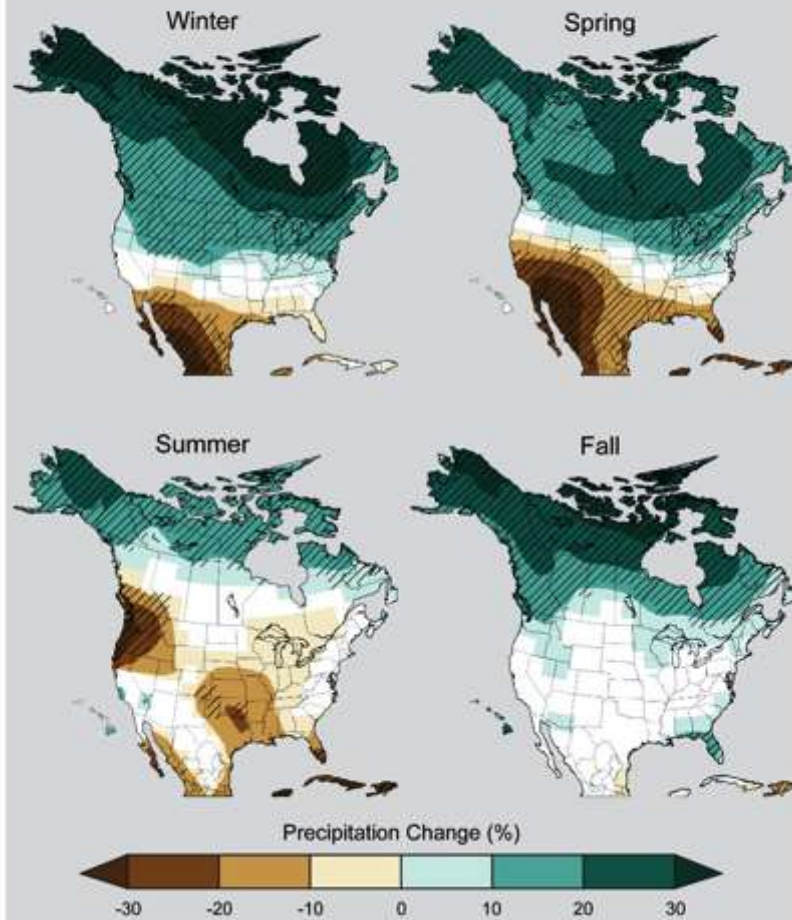 Winter
Spring
Summer
Fall
Precipitation Change (%)
-30 -20 -10 0 10 20 30